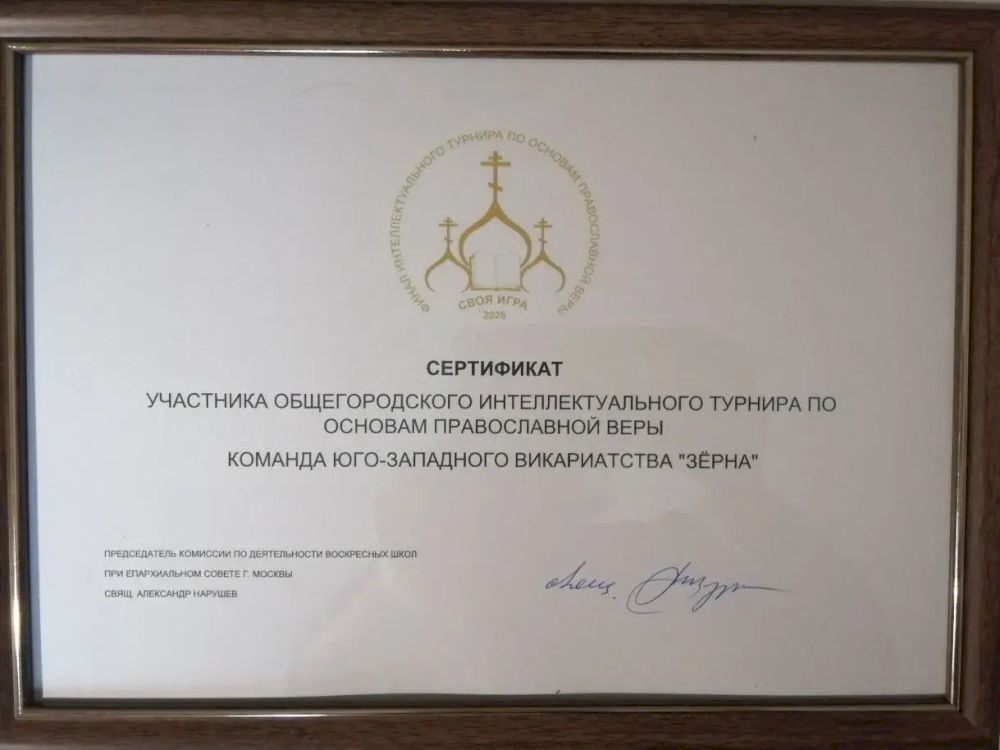 ФИНАЛ ИНТЕЛЛЕКТУАЛЬНОГО ТУРНИРА ПО ОСНОВАМ ПРАВОСЛАВНОЙ ВЕРЫ
СВОЯ ИГРА
2026
СЕРТИФИКАТ
УЧАСТНИКА ОБЩЕГОРОДСКОГО ИНТЕЛЛЕКТУАЛЬНОГО ТУРНИРА ПО
ОСНОВАМ ПРАВОСЛАВНОЙ ВЕРЫ
КОМАНДА ЮГО-ЗАПАДНОГО ВИКАРИАТСТВА "ЗЁРНА"
ПРЕДСЕДАТЕЛЬ КОМИССИИ ПО ДЕЯТЕЛЬНОСТИ ВОСКРЕСНЫХ ШКОЛ
ПРИ ЕПАРХИАЛЬНОМ СОВЕТЕ Г. МОСКВЫ
СВЯЩ. АЛЕКСАНДР НАРУШЕВ